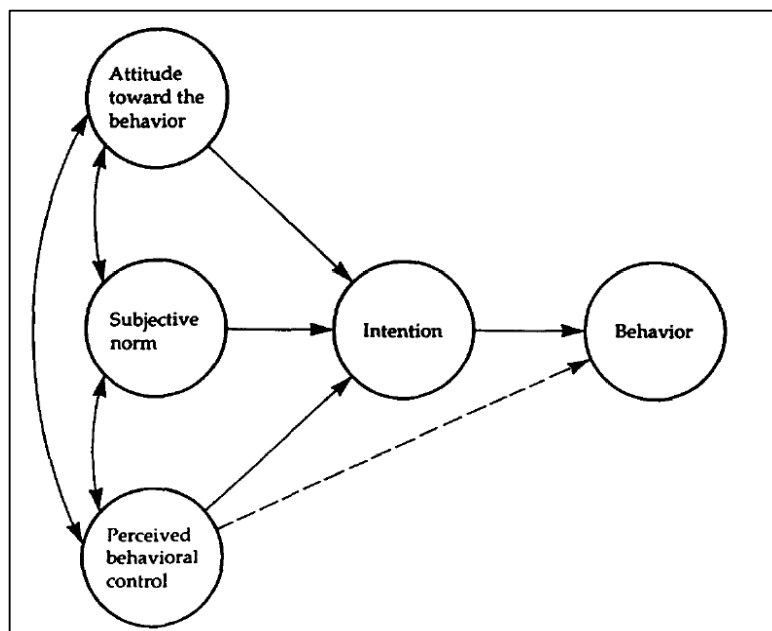 Attitude
toward the
behavior
Subjective
norm
Intention
Behavior
Perceived
behavioral
control